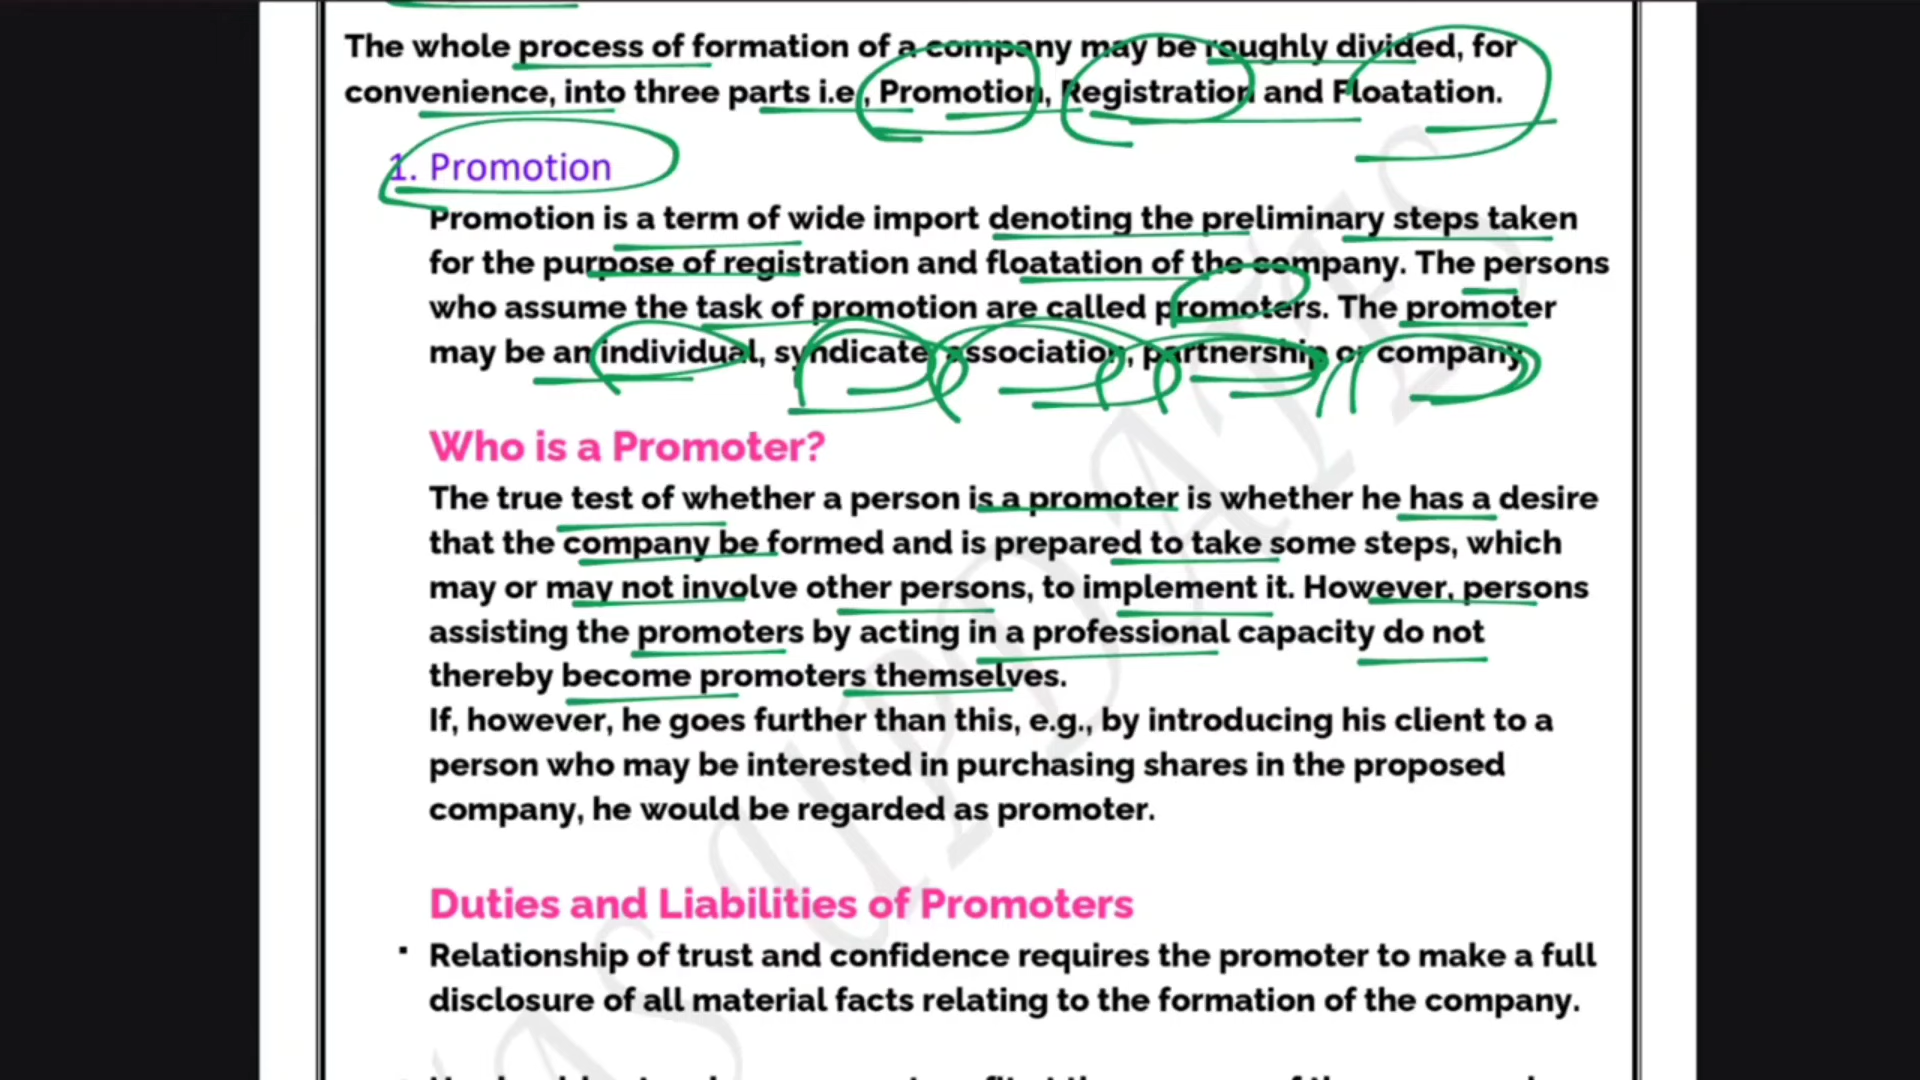 The whole process of formation of a company may be roughly divided, for
convenience, into three parts i.e., Promotion, Registration and Floatation.
1. Promotion
Promotion is a term of wide import denoting the preliminary steps taken
for the purpose of registration and floatation of the company. The persons
who assume the task of promotion are called promoters. The promoter
may be an individual, syndicate, association, partnership or company.
Who is a Promoter?
The true test of whether a person is a promoter is whether he has a desire
that the company be formed and is prepared to take some steps, which
may or may not involve other persons, to implement it. However, persons
assisting the promoters by acting in a professional capacity do not
thereby become promoters themselves.
If, however, he goes further than this, e.g., by introducing his client to a
person who may be interested in purchasing shares in the proposed
company, he would be regarded as promoter.
Duties and Liabilities of Promoters
▪ Relationship of trust and confidence requires the promoter to make a full
disclosure of all material facts relating to the formation of the company.
UPDATES